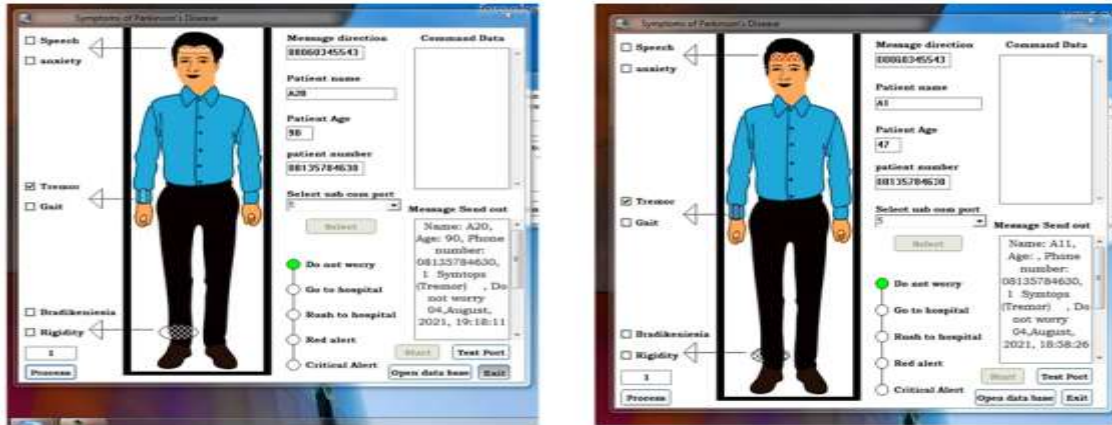 Symptoms of Parkinson's Disease
Speech
anxiety
Tremor
Gait
Bradikeniesia
Rigidity
1
Process
Message direction
08060345543
Patient name
A20
Patient Age
90
patient number
08135784630
Select usb com port
5
Select
Do not worry
Go to hospital
Rush to hospital
Red alert
Critical Alert
Command Data
Message Send out
Name: A20,
Age: 90, Phone
number:
08135784630,
1 Symtops
(Tremor) , Do
not worry
04,August,
2021, 19:18:11
Start
Test Port
Open data base
Exit
Symptoms of Parkinson's Disease
Speech
anxiety
Tremor
Gait
Bradikeniesia
Rigidity
1
Process
Message direction
08060345543
Patient name
A1
Patient Age
47
patient number
08135784630
Select usb com port
5
Select
Do not worry
Go to hospital
Rush to hospital
Red alert
Critical Alert
Command Data
Message Send out
Name: A11,
Age: , Phone
number:
08135784630,
1 Symtops
(Tremor) , Do
not worry
04,August,
2021, 18:58:26
Start
Test Port
Open data base
Exit